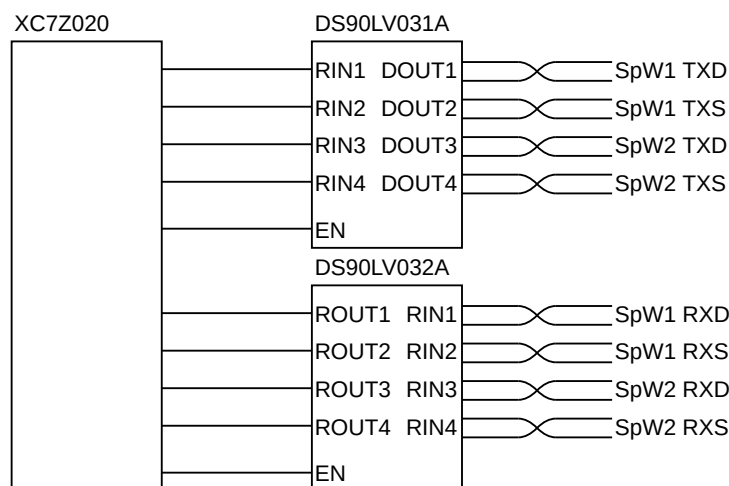 XC7Z020 DS90LV031A
RIN1 DOUT1 SpW1 TXD
RIN2 DOUT2 SpW1 TXS
RIN3 DOUT3 SpW2 TXD
RIN4 DOUT4 SpW2 TXS
EN
DS90LV032A
ROUT1 RIN1 SpW1 RXD
ROUT2 RIN2 SpW1 RXS
ROUT3 RIN3 SpW2 RXD
ROUT4 RIN4 SpW2 RXS
EN